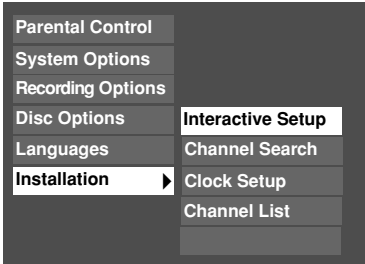 Parental Control
System Options
Recording Options
Disc Options
Languages
Installation
Interactive Setup
Channel Search
Clock Setup
Channel List